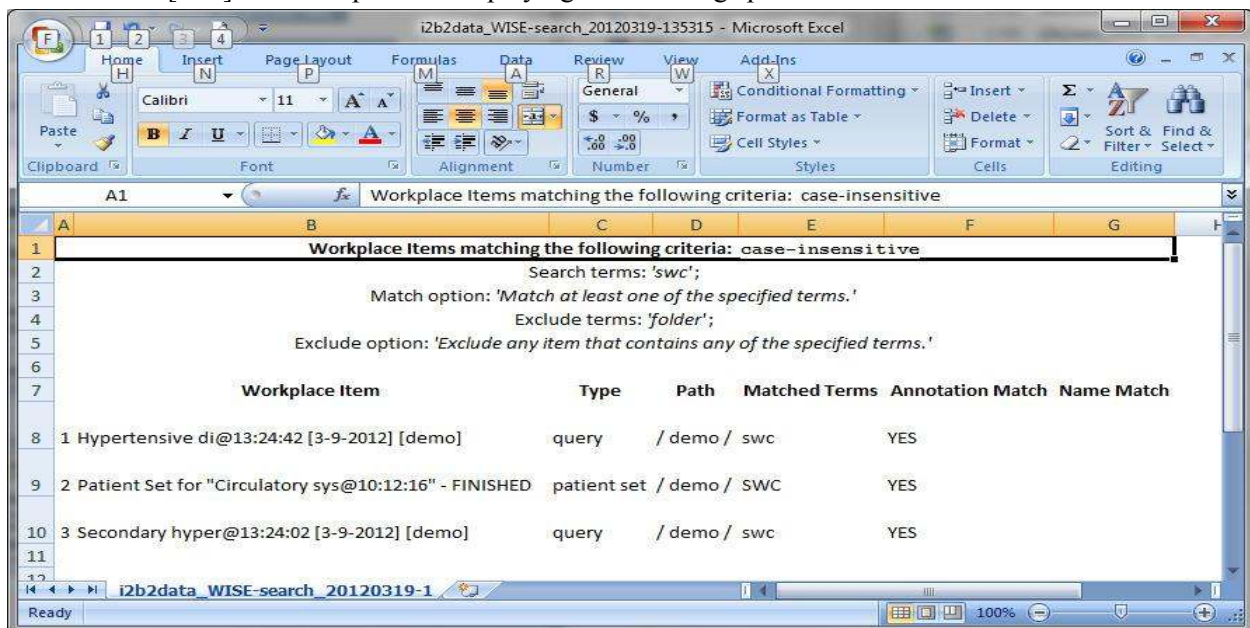 i2b2data_WISE-search_20120319-135315 - Microsoft Excel
F 1 2 3 4
Home Insert Page Layout Formulas Data Review View Add-Ins
H N P M A R W X
Calibri 11 A A General Conditional Formatting Insert Σ
Paste B I U A $ % , Format as Table Delete Sort & Filter Find & Select
Cell Styles Format
Clipboard Font Alignment Number Styles Cells Editing
A1 fx Workplace Items matching the following criteria: case-insensitive
A B C D E F G H
1 Workplace Items matching the following criteria: case-insensitive
2 Search terms: 'swc';
3 Match option: 'Match at least one of the specified terms.'
4 Exclude terms: 'folder';
5 Exclude option: 'Exclude any item that contains any of the specified terms.'
6
7 Workplace Item Type Path Matched Terms Annotation Match Name Match
8 1 Hypertensive di@13:24:42 [3-9-2012] [demo] query / demo / swc YES
9 2 Patient Set for "Circulatory sys@10:12:16" - FINISHED patient set / demo / SWC YES
10 3 Secondary hyper@13:24:02 [3-9-2012] [demo] query / demo / swc YES
11
12
i2b2data_WISE-search_20120319-1
Ready 100%